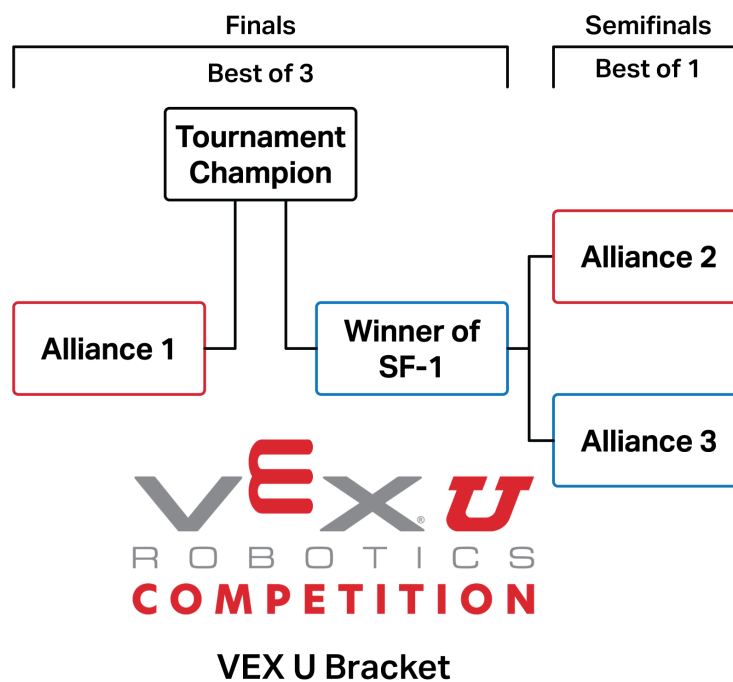 Finals
Semifinals
Best of 3
Best of 1
Tournament
Champion
Alliance 2
Alliance 1
Winner of
SF-1
Alliance 3
VEX U
®
ROBOTICS
COMPETITION
VEX U Bracket